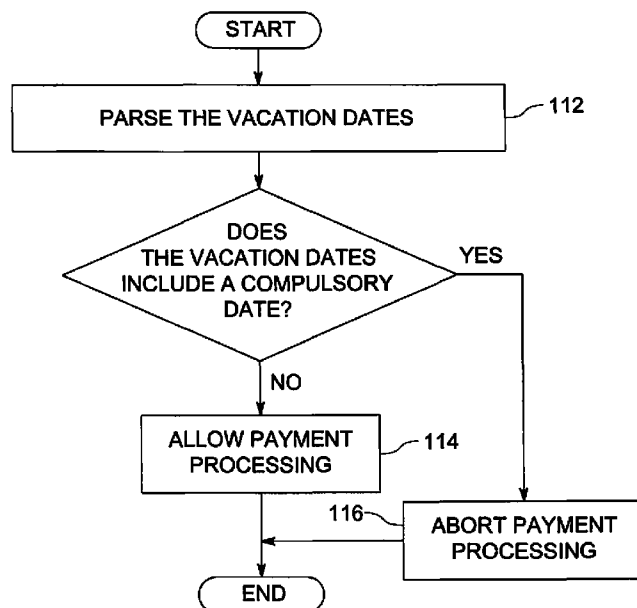 START
PARSE THE VACATION DATES
112
DOES
THE VACATION DATES
INCLUDE A COMPULSORY
DATE?
YES
NO
ALLOW PAYMENT
PROCESSING
114
116
ABORT PAYMENT
PROCESSING
END